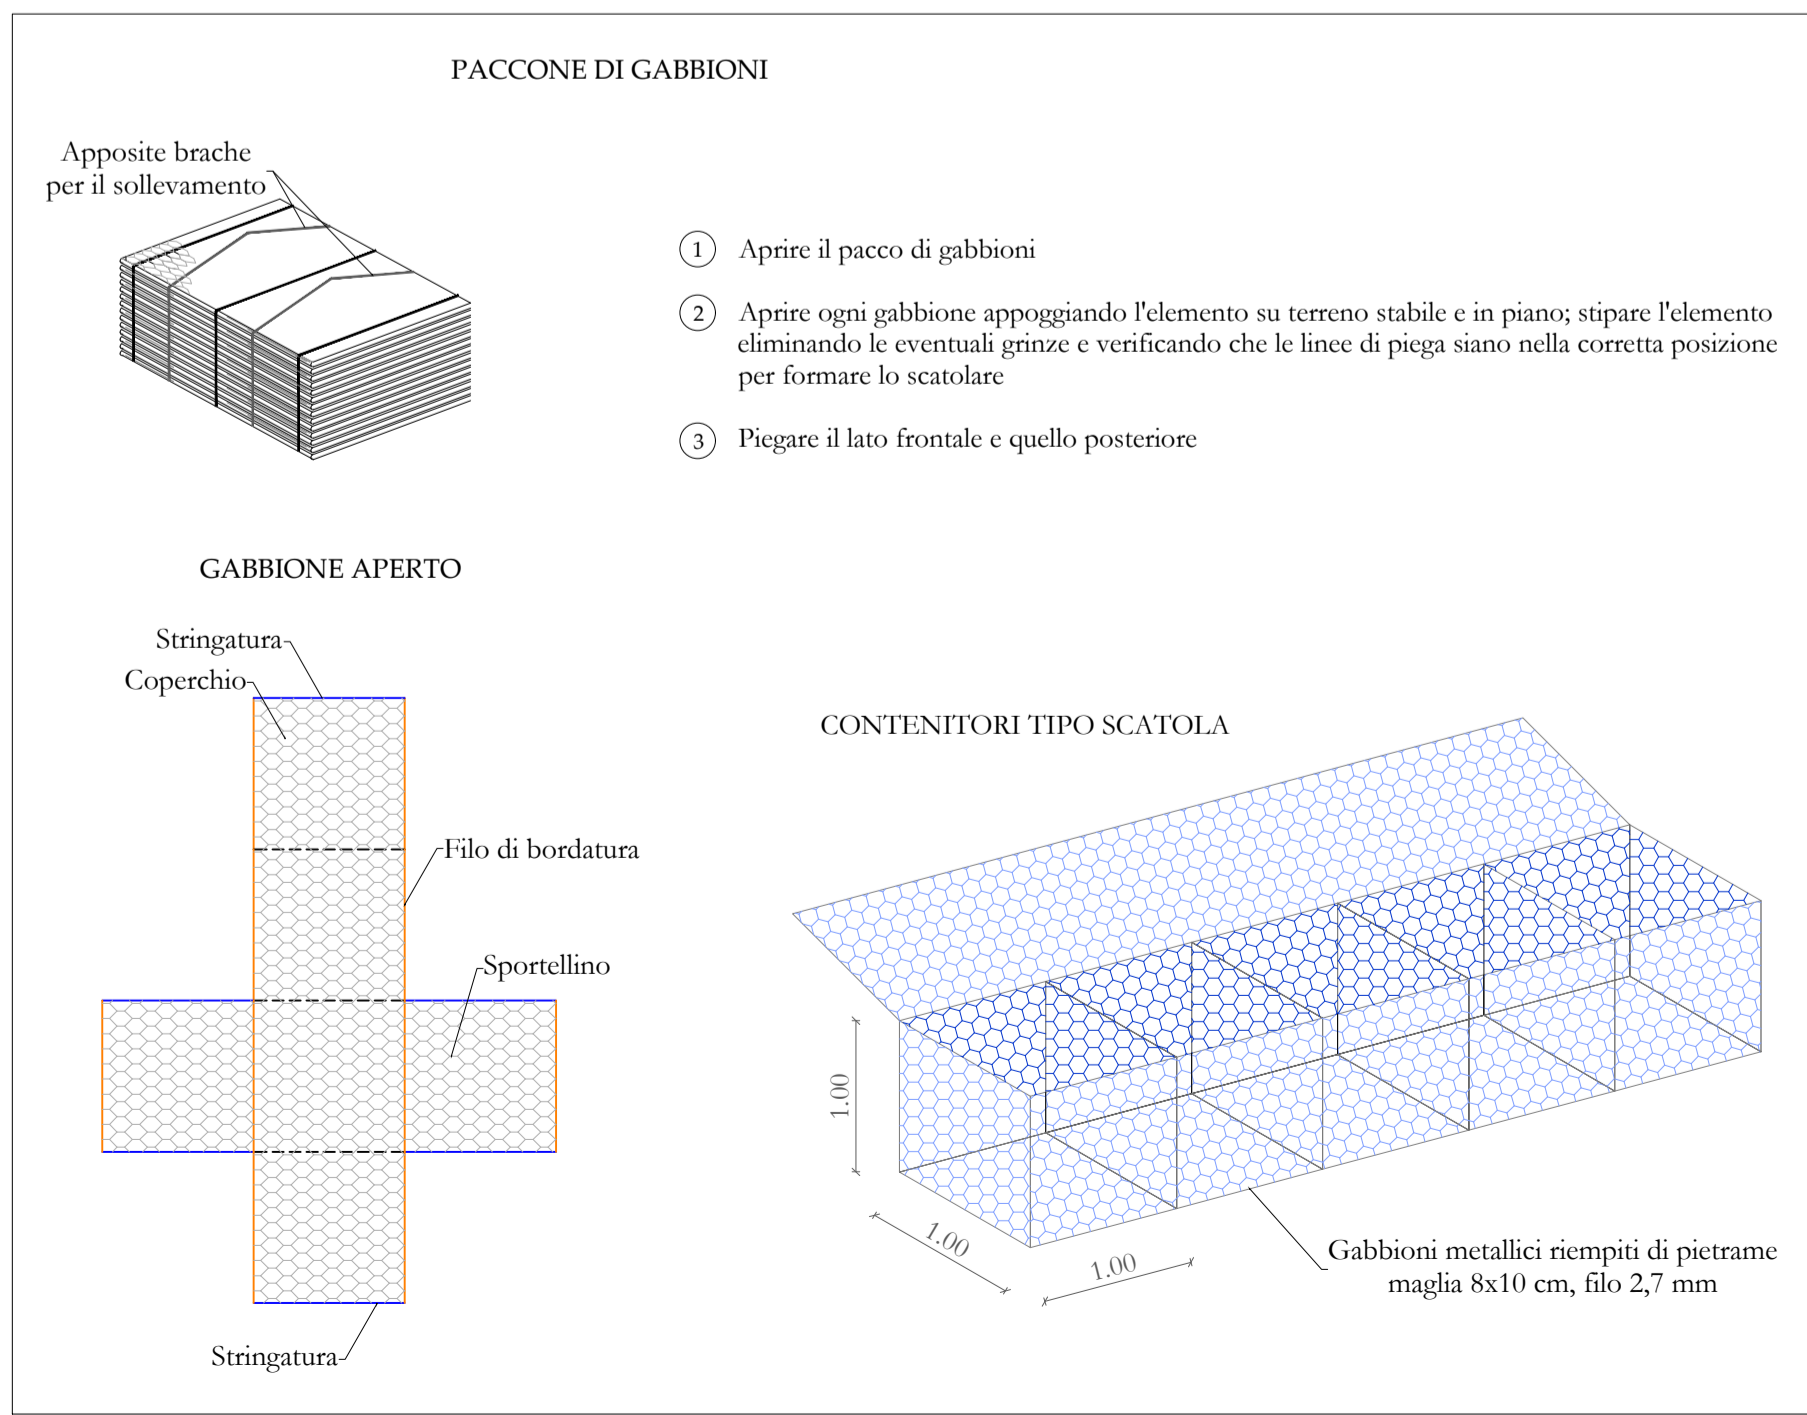 PACCONE DI GABBIONI
Apposite brache
per il sollevamento
1 Aprire il pacco di gabbioni
2 Aprire ogni gabbione appoggiando l'elemento su terreno stabile e in piano; stipare l'elemento
eliminando le eventuali grinze e verificando che le linee di piega siano nella corretta posizione
per formare lo scatolare
3 Piegare il lato frontale e quello posteriore
GABBIONE APERTO
Stringatura
Coperchio
Filo di bordatura
Sportellino
Stringatura
CONTENITORI TIPO SCATOLA
1.00
1.00
1.00
Gabbioni metallici riempiti di pietrame
maglia 8x10 cm, filo 2,7 mm